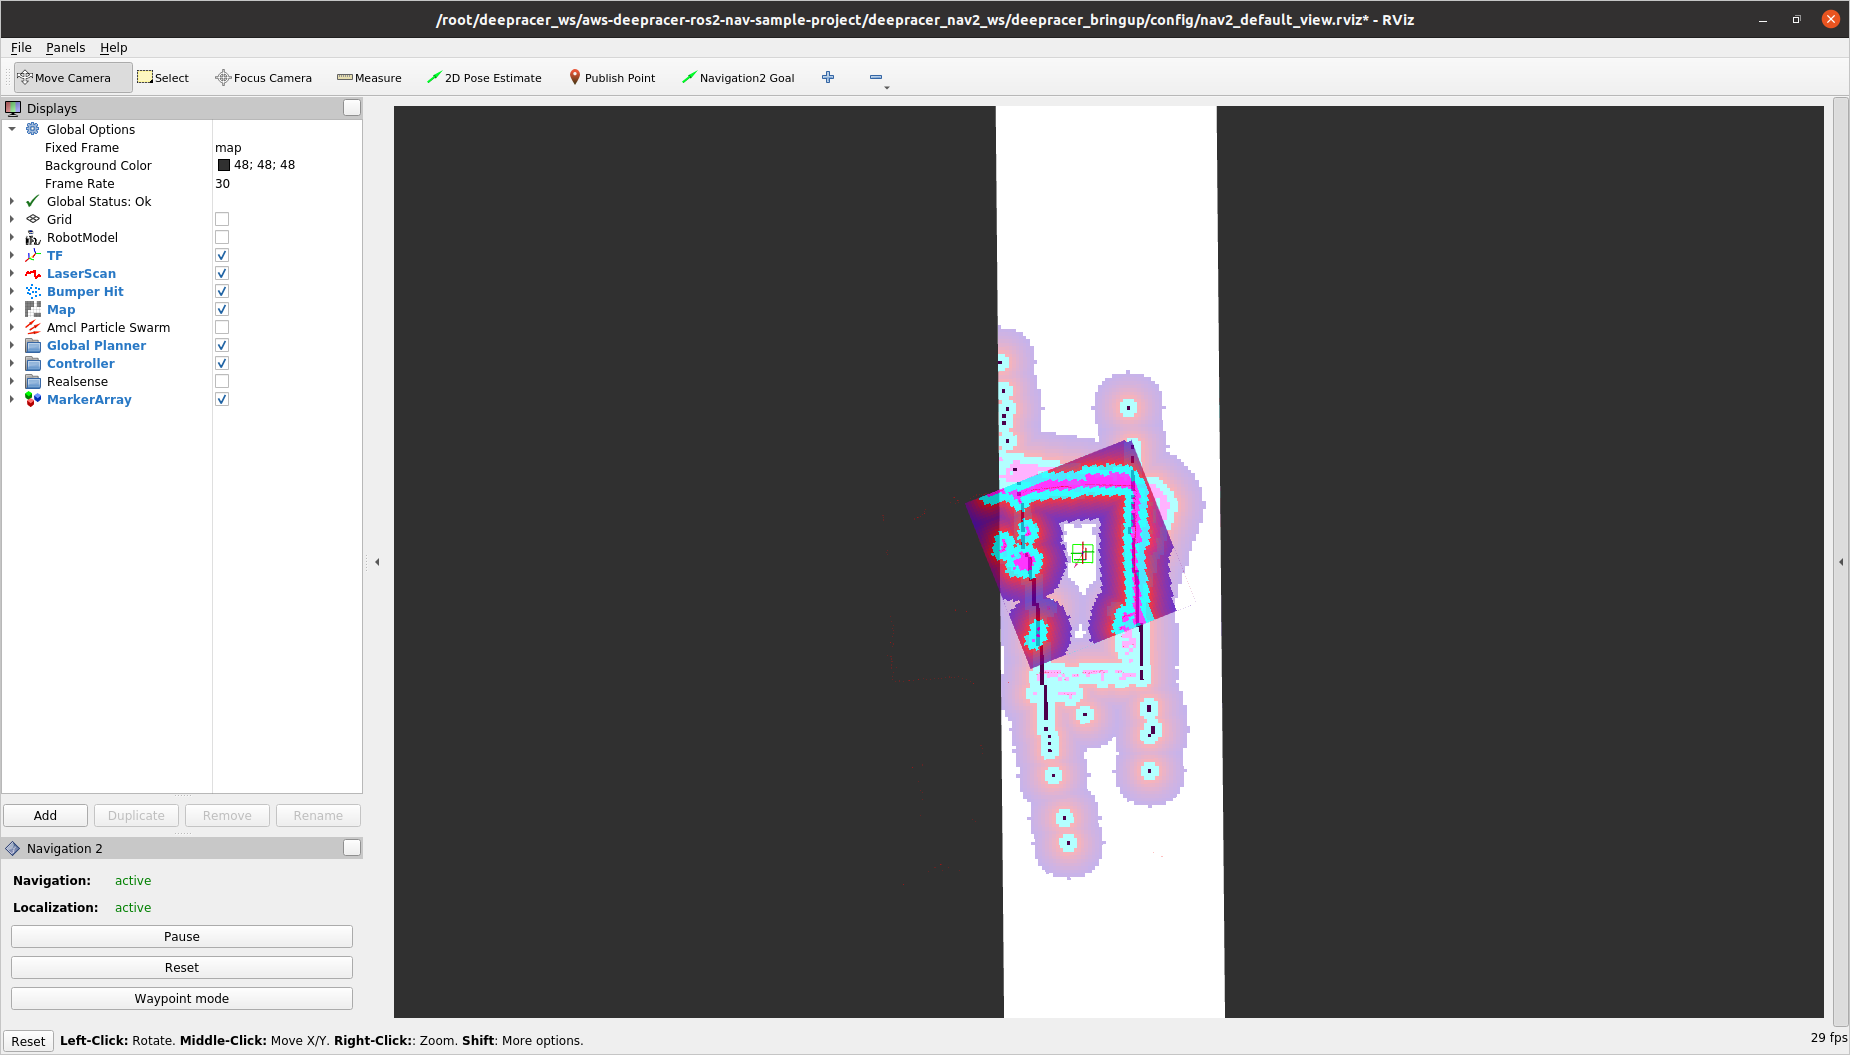 /root/deepracer_ws/aws-deepracer-ros2-nav-sample-project/deepracer_nav2_ws/deepracer_bringup/config/nav2_default_view.rviz* - RViz
File Panels Help
Move Camera Select Focus Camera Measure 2D Pose Estimate Publish Point Navigation2 Goal
Displays
Global Options
Fixed Frame map
Background Color 48; 48; 48
Frame Rate 30
Global Status: Ok
Grid
RobotModel
TF
LaserScan
Bumper Hit
Map
Amcl Particle Swarm
Global Planner
Controller
Realsense
MarkerArray
Add Duplicate Remove Rename
Navigation 2
Navigation: active
Localization: active
Pause
Reset
Waypoint mode
Reset Left-Click: Rotate. Middle-Click: Move X/Y. Right-Click:: Zoom. Shift: More options. 29 fps